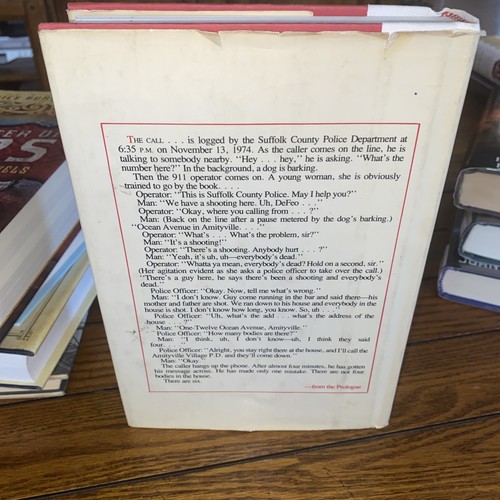 THE CALL . . . is logged by the Suffolk County Police Department at
6:35 P.M. on November 13, 1974. As the caller comes on the line, he is
talking to somebody nearby. "Hey . . . hey," he is asking. "What's the
number here?" In the background, a dog is barking.
Then the 911 operator comes on. A young woman, she is obviously
trained to go by the book. . . .
Operator: "This is Suffolk County Police. May I help you?"
Man: "We have a shooting here. Uh, DeFeo . . ."
Operator: "Okay, where you calling from . . . ?"
Man: (Back on the line after a pause metered by the dog's barking.)
"Ocean Avenue in Amityville. . . ."
Operator: "What's . . . What's the problem, sir?"
Man: "It's a shooting!"
Operator: "There's a shooting. Anybody hurt . . . ?"
Man: "Yeah, it's uh, uh—everybody's dead."
Operator: "Whatta ya mean, everybody's dead? Hold on a second, sir."
(Her agitation evident as she asks a police officer to take over the call.)
"There's a guy here, he says there's been a shooting and everybody's
dead."
Police Officer: "Okay. Now, tell me what's wrong."
Man: "I don't know. Guy come running in the bar and said there—his
mother and father are shot. We ran down to his house and everybody in the
house is shot. I don't know how long, you know. So, uh . . ."
Police Officer: "Uh, what's the add . . . what's the address of the
house . . . ?"
Man: "One-Twelve Ocean Avenue, Amityville."
Police Officer: "How many bodies are there?"
Man: "I think, uh, I don't know—uh, I think they said
four.
Police Officer: "Alright, you stay right there at the house, and I'll call the
Amityville Village P.D. and they'll come down."
Man: "Okay."
The caller hangs up the phone. After almost four minutes, he has gotten
his message across. He has made only one mistake. There are not four
bodies in the house.
There are six.
—from the Prologue